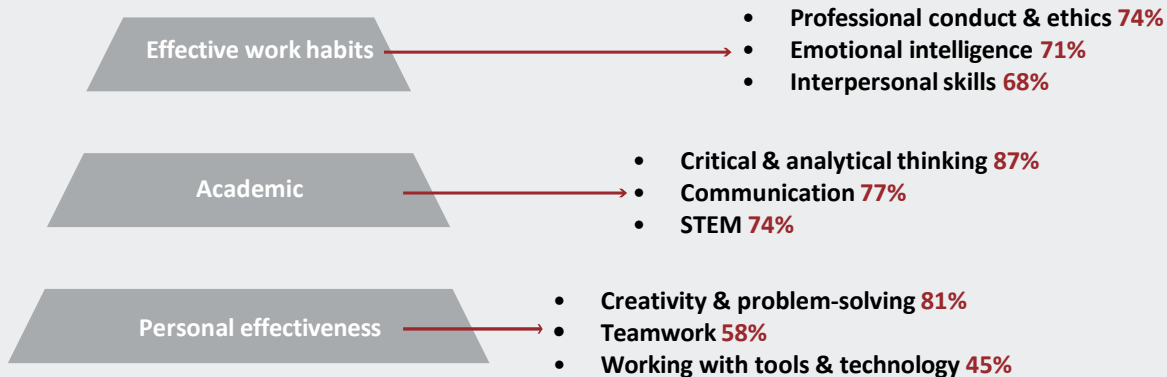 Effective work habits
• Professional conduct & ethics 74%
• Emotional intelligence 71%
• Interpersonal skills 68%
Academic
• Critical & analytical thinking 87%
• Communication 77%
• STEM 74%
Personal effectiveness
• Creativity & problem-solving 81%
• Teamwork 58%
• Working with tools & technology 45%